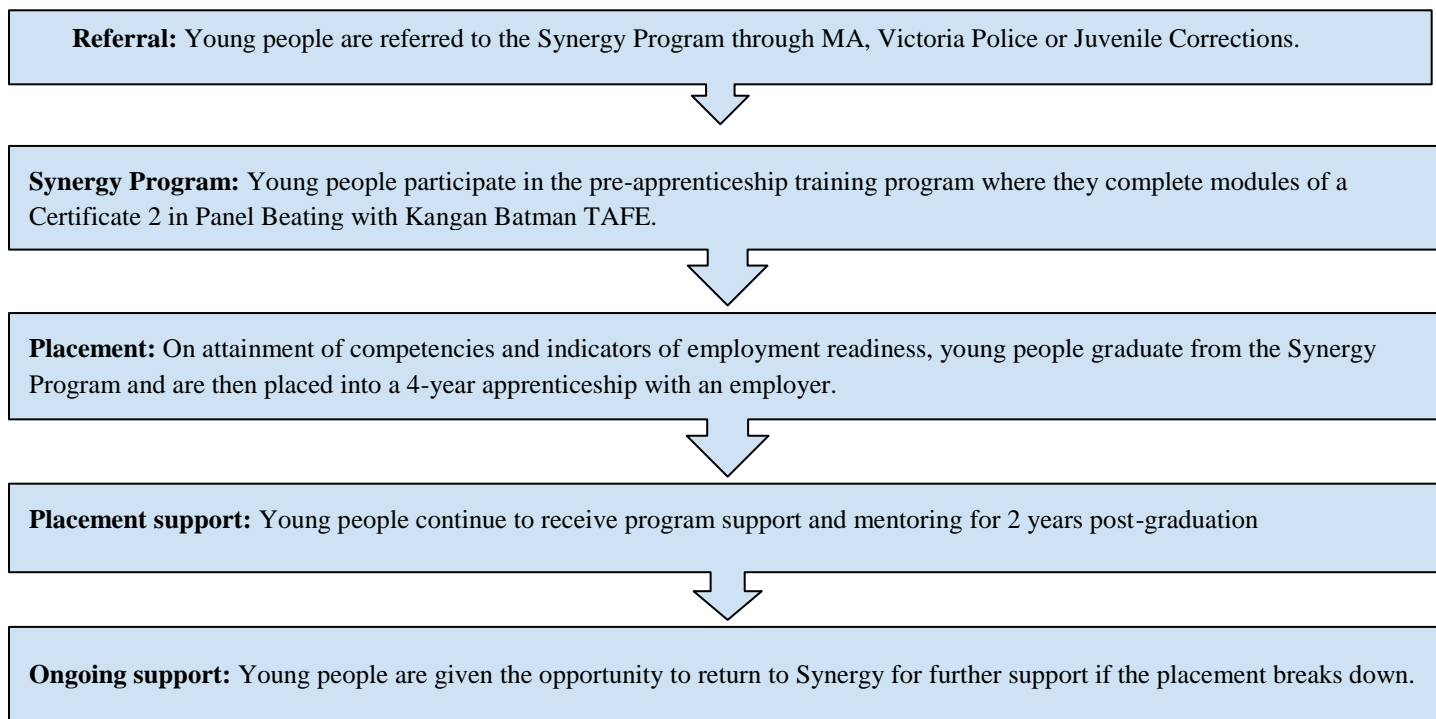 Referral: Young people are referred to the Synergy Program through MA, Victoria Police or Juvenile Corrections.
Synergy Program: Young people participate in the pre-apprenticeship training program where they complete modules of a
Certificate 2 in Panel Beating with Kangan Batman TAFE.
Placement: On attainment of competencies and indicators of employment readiness, young people graduate from the Synergy
Program and are then placed into a 4-year apprenticeship with an employer.
Placement support: Young people continue to receive program support and mentoring for 2 years post-graduation
Ongoing support: Young people are given the opportunity to return to Synergy for further support if the placement breaks down.